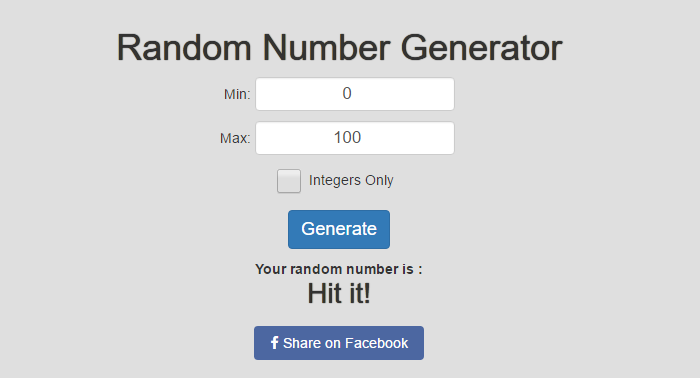 Random Number Generator
Min: 0
Max: 100
Integers Only
Generate
Your random number is :
Hit it!
Share on Facebook